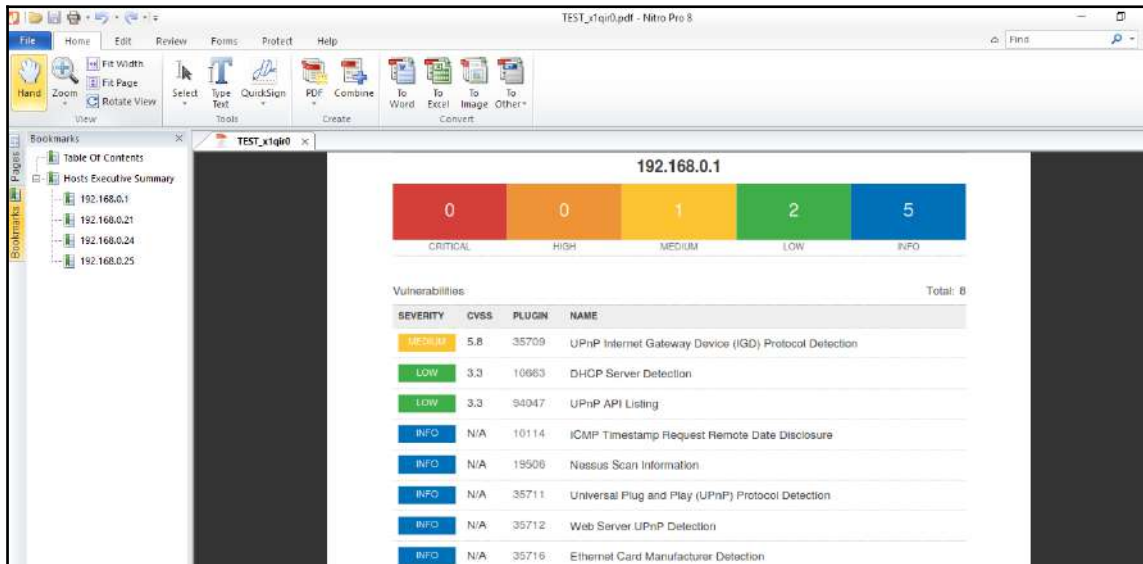 TEST_x1qir0.pdf - Nitro Pro 8
File Home Edit Review Forms Protect Help Find
Hand
Zoom
Fit Width
Fit Page
Rotate View
Select
Type Text
QuickSign
PDF
Combine
To Word
To Excel
To Image
To Other
View Tools Create Convert
Pages
Bookmarks
Bookmarks
Table Of Contents
Hosts Executive Summary
192.168.0.1
192.168.0.21
192.168.0.24
192.168.0.25
TEST_x1qir0
192.168.0.1
0 0 1 2 5
CRITICAL HIGH MEDIUM LOW INFO
Vulnerabilities Total: 8
SEVERITY CVSS PLUGIN NAME
MEDIUM 5.8 35709 UPnP Internet Gateway Device (IGD) Protocol Detection
LOW 3.3 10663 DHCP Server Detection
LOW 3.3 94047 UPnP API Listing
INFO N/A 10114 ICMP Timestamp Request Remote Date Disclosure
INFO N/A 19506 Nessus Scan Information
INFO N/A 35711 Universal Plug and Play (UPnP) Protocol Detection
INFO N/A 35712 Web Server UPnP Detection
INFO N/A 35716 Ethernet Card Manufacturer Detection